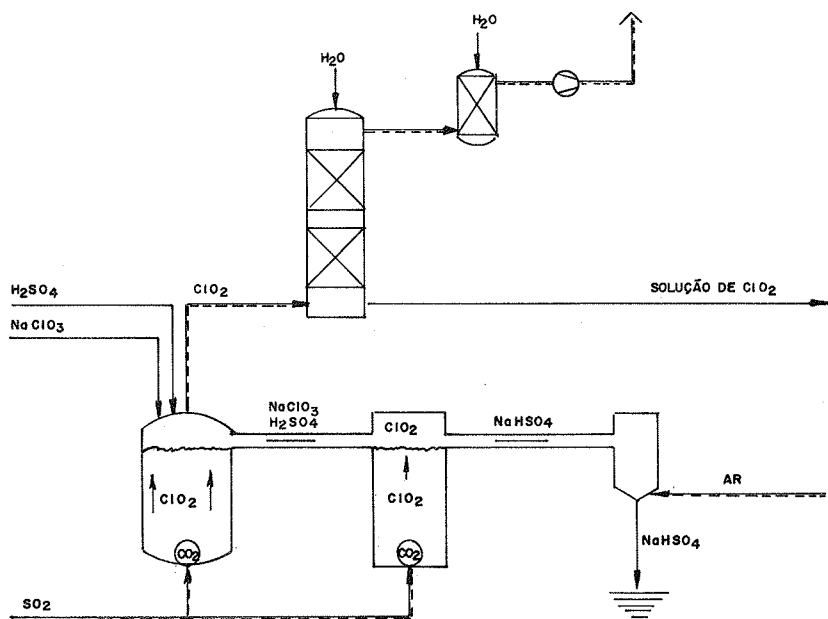 H₂O
H₂O
ClO₂
H₂SO₄
SOLUÇÃO DE ClO₂
NaClO₃
NaClO₃
H₂SO₄
ClO₂
NaHSO₄
AR
ClO₂
ClO₂
NaHSO₄
CO₂
CO₂
SO₂